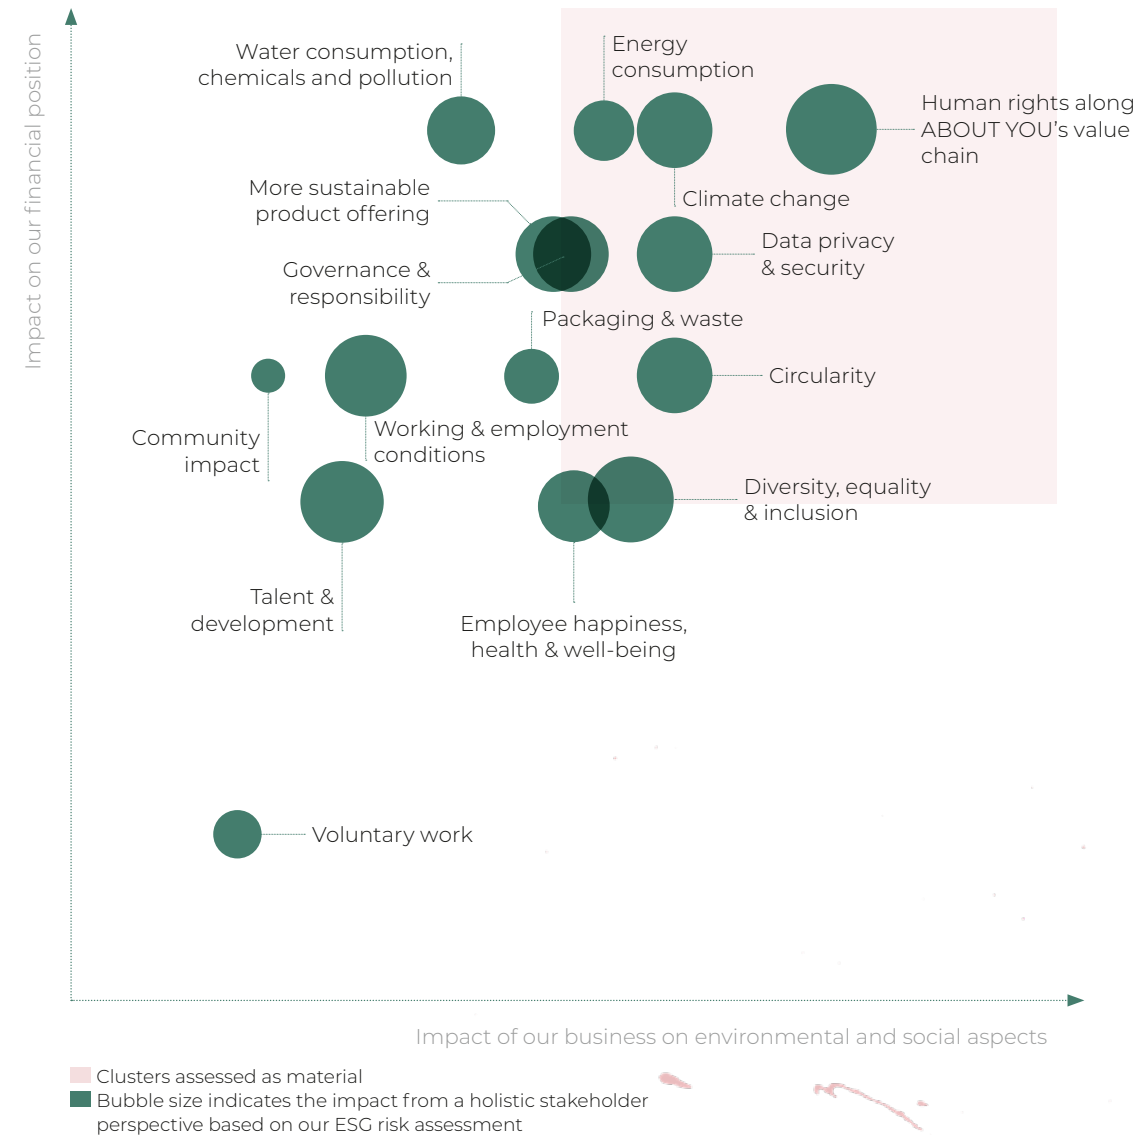 Impact on our financial position
Water consumption,
chemicals and pollution
Energy
consumption
Human rights along
ABOUT YOU's value
chain
More sustainable
product offering
Climate change
Data privacy
& security
Governance &
responsibility
Packaging & waste
Circularity
Community
impact
Working & employment
conditions
Diversity, equality
& inclusion
Talent &
development
Employee happiness,
health & well-being
Voluntary work
Impact of our business on environmental and social aspects
Clusters assessed as material
Bubble size indicates the impact from a holistic stakeholder
perspective based on our ESG risk assessment